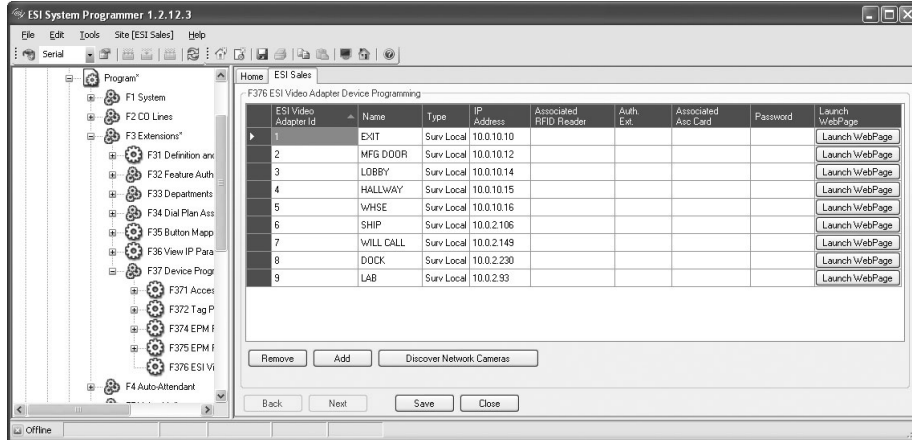 ESI System Programmer 1.2.12.3
File Edit Tools Site [ESI Sales] Help
Serial
Program*
F1 System
F2 CO Lines
F3 Extensions*
F31 Definition and
F32 Feature Auth
F33 Departments
F34 Dial Plan Ass
F35 Button Mapp
F36 View IP Para
F37 Device Progr
F371 Acces
F372 Tag P
F374 EPM F
F375 EPM F
F376 ESI Vi
F4 Auto-Attendant
Home ESI Sales
F376 ESI Video Adapter Device Programming
ESI Video Adapter Id Name Type IP Address Associated RFID Reader Auth. Ext. Associated Asc Card Password Launch WebPage
1 EXIT Surv Local 10.0.10.10 Launch WebPage
2 MFG DOOR Surv Local 10.0.10.12 Launch WebPage
3 LOBBY Surv Local 10.0.10.14 Launch WebPage
4 HALLWAY Surv Local 10.0.10.15 Launch WebPage
5 WHSE Surv Local 10.0.10.16 Launch WebPage
6 SHIP Surv Local 10.0.2.106 Launch WebPage
7 WILL CALL Surv Local 10.0.2.149 Launch WebPage
8 DOCK Surv Local 10.0.2.230 Launch WebPage
9 LAB Surv Local 10.0.2.93 Launch WebPage
Remove Add Discover Network Cameras
Back Next Save Close
Offline